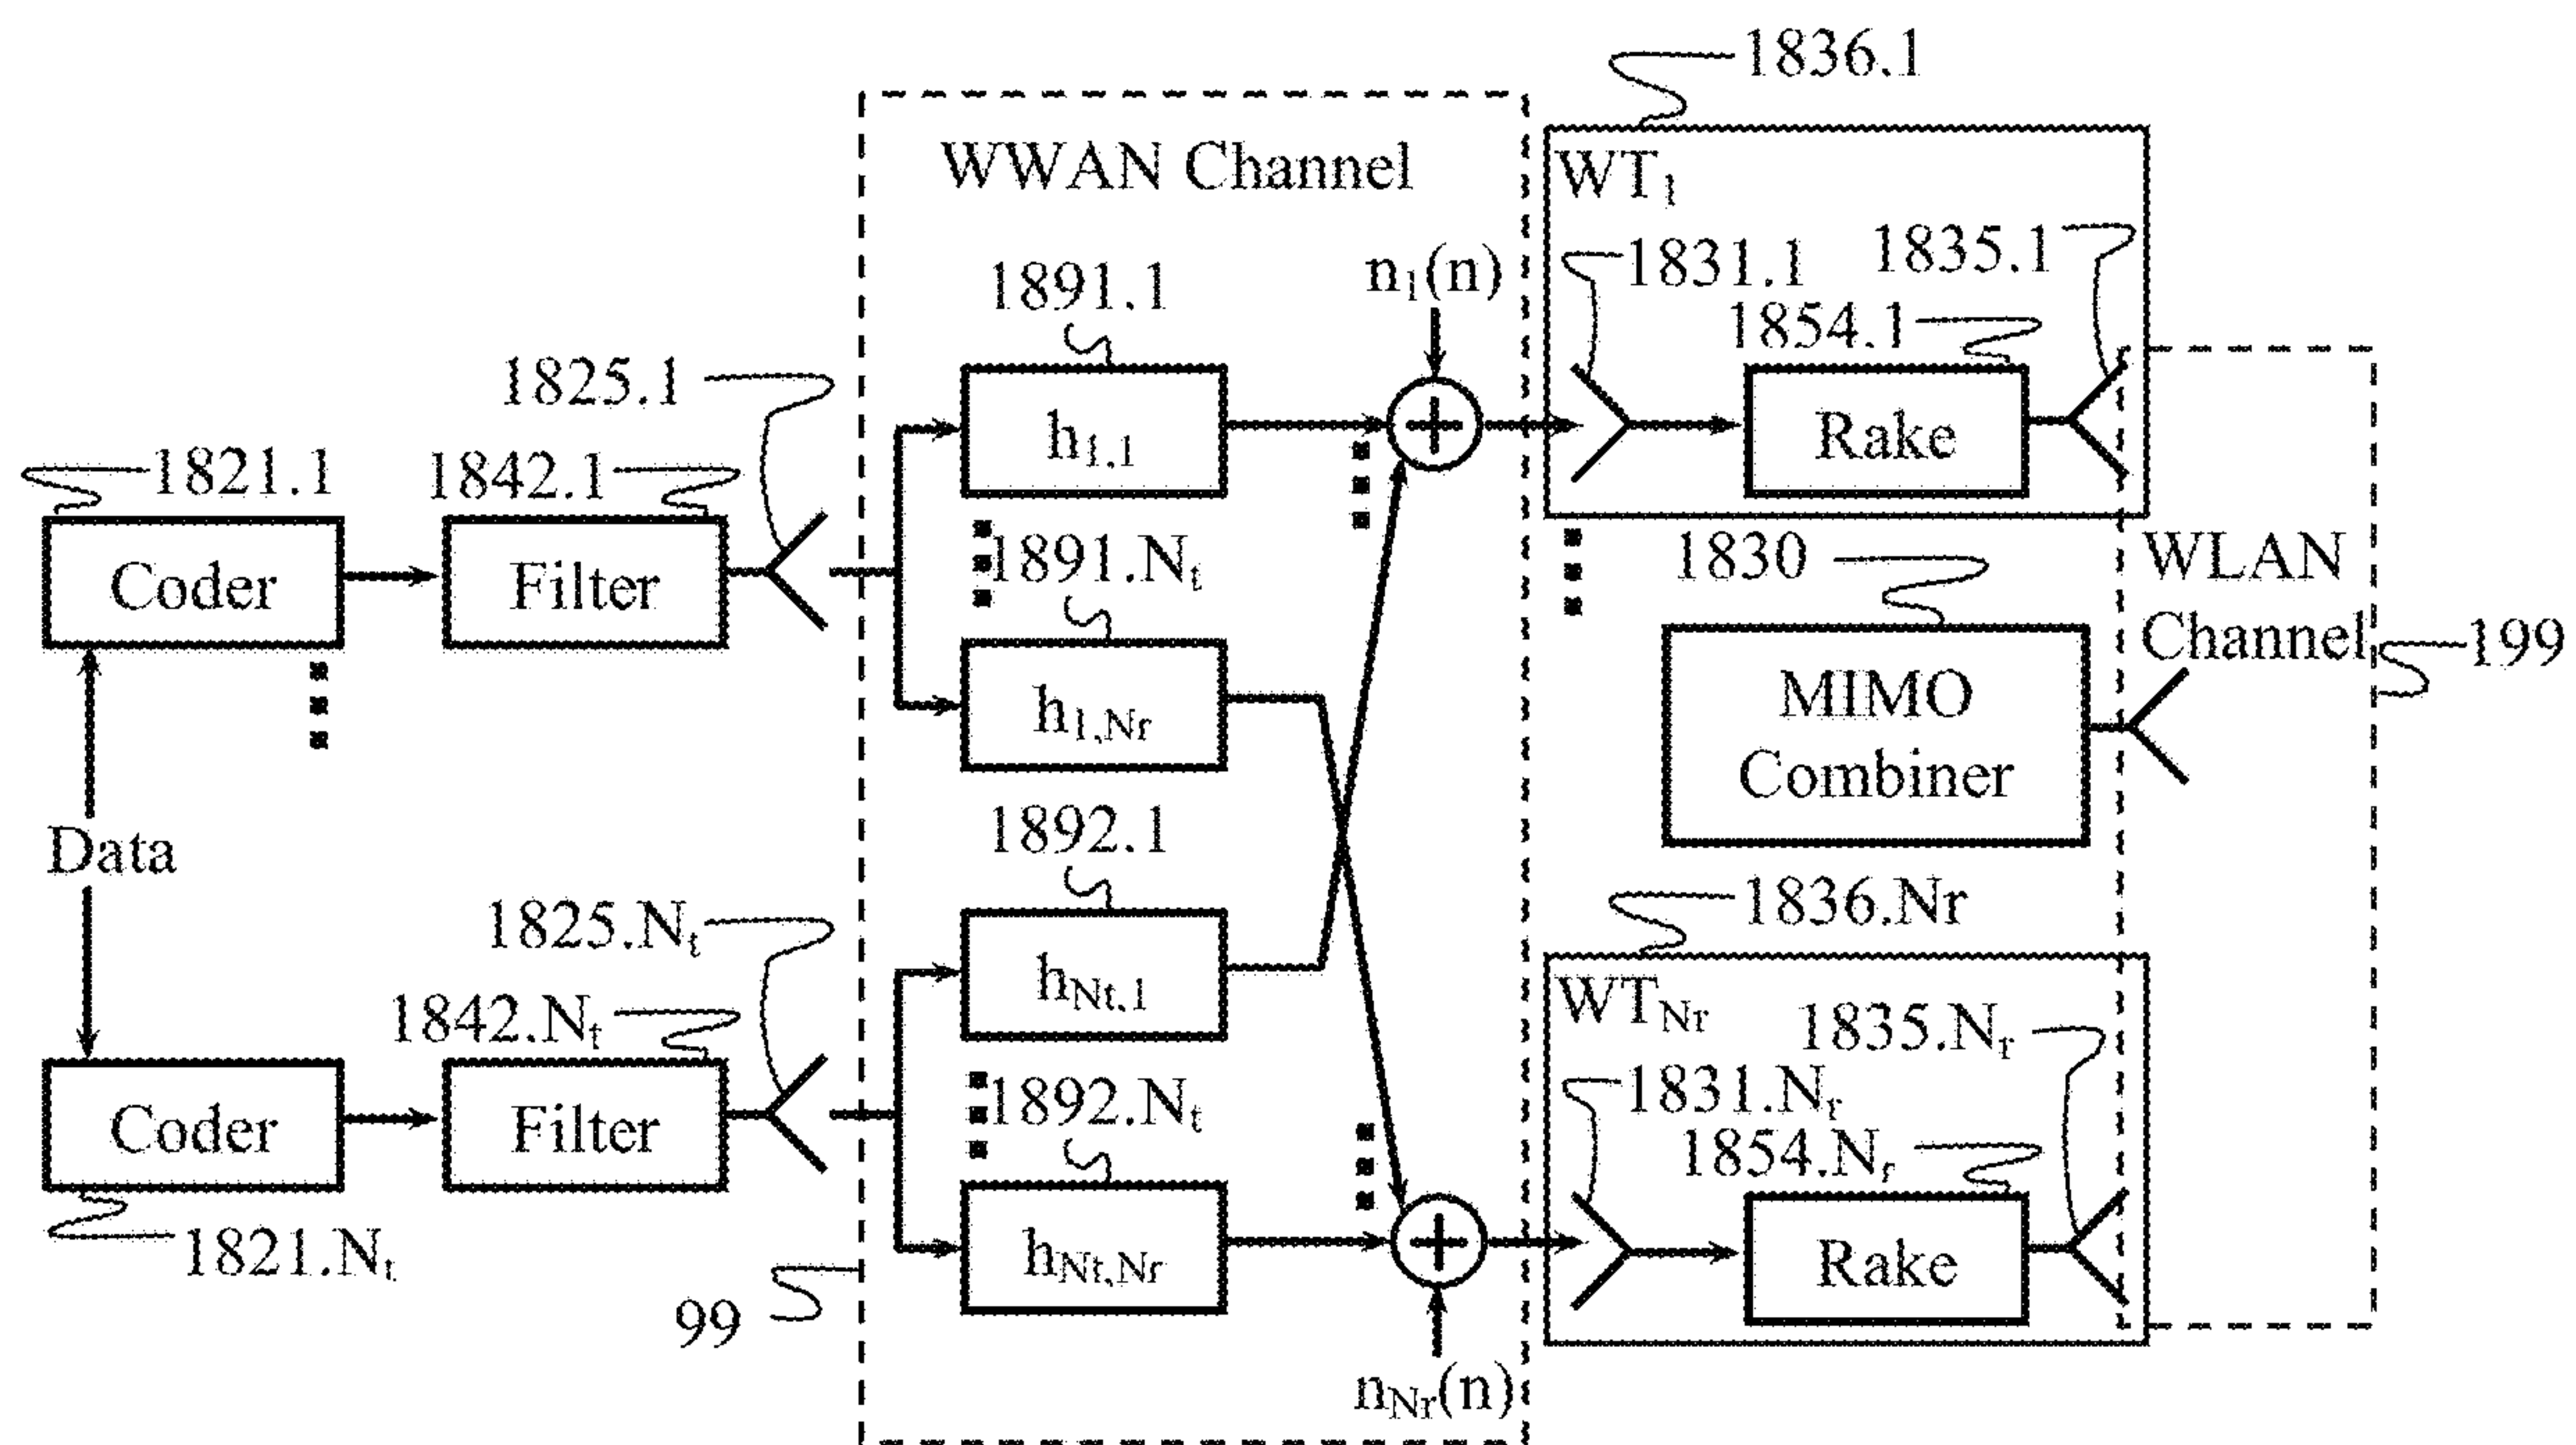 1836.1
WWAN Channel
WT1
1831.1
1835.1
n1(n)
1891.1
1854.1
1825.1
h1,1
Rake
1821.1
1842.1
1891.Nt
1830
WLAN
Channel
199
Coder
Filter
h1,Nr
MIMO
Combiner
1892.1
Data
1836.Nr
1825.Nt
hNt,1
WTNr
1835.Nr
1842.Nt
1892.Nt
1831.Nr
1854.Nr
Coder
Filter
hNt,Nr
Rake
1821.Nt
99
nNr(n)